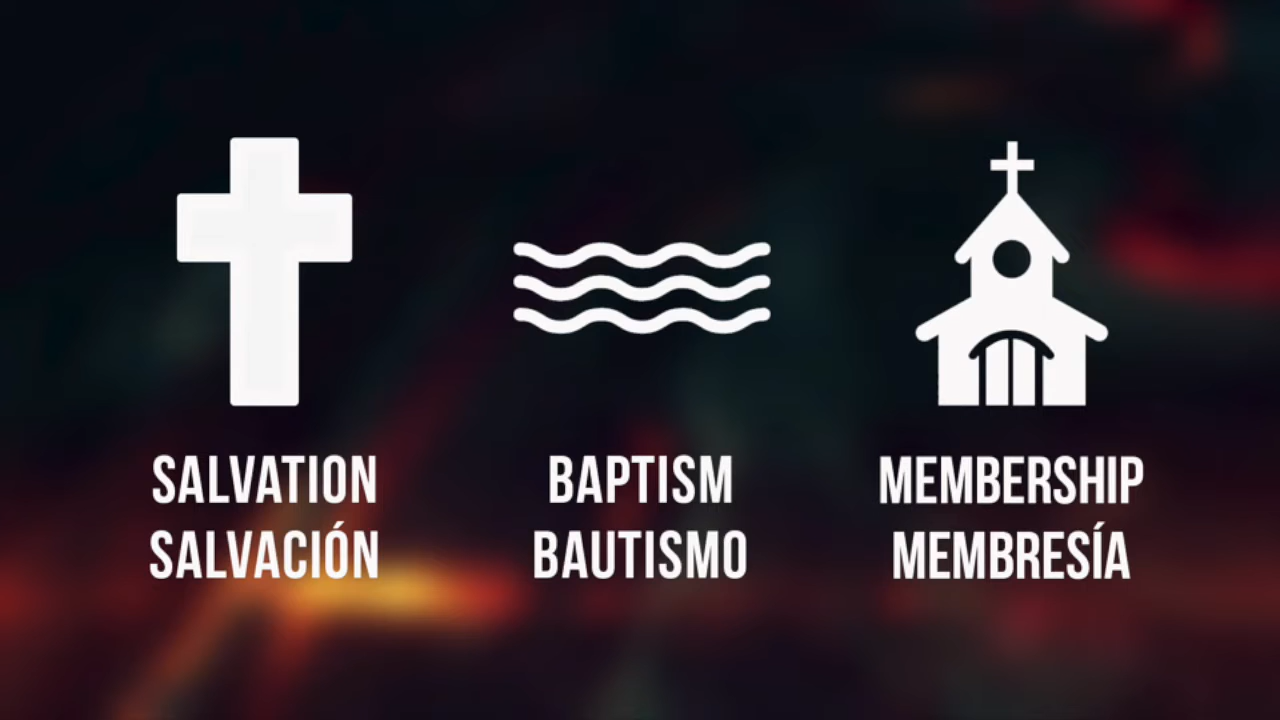 SALVATION
SALVACIÓN
BAPTISM
BAUTISMO
MEMBERSHIP
MEMBRESÍA